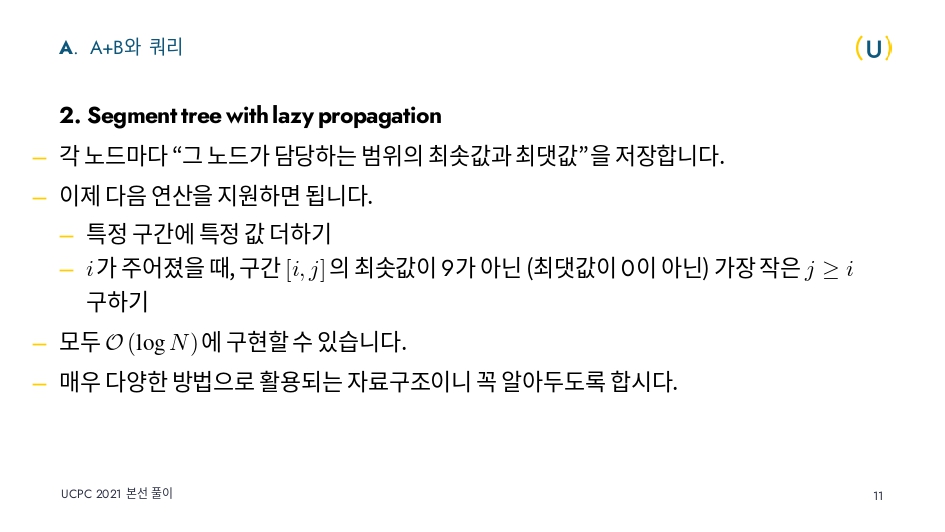 A. A+B와 쿼리
(U)
2. Segment tree with lazy propagation
– 각 노드마다 “그 노드가 담당하는 범위의 최솟값과 최댓값”을 저장합니다.
– 이제 다음 연산을 지원하면 됩니다.
– 특정 구간에 특정 값 더하기
– i가 주어졌을 때, 구간 [i, j]의 최솟값이 9가 아닌 (최댓값이 0이 아닌) 가장 작은 j ≥ i
구하기
– 모두 O (log N)에 구현할 수 있습니다.
– 매우 다양한 방법으로 활용되는 자료구조이니 꼭 알아두도록 합시다.
UCPC 2021 본선 풀이
11